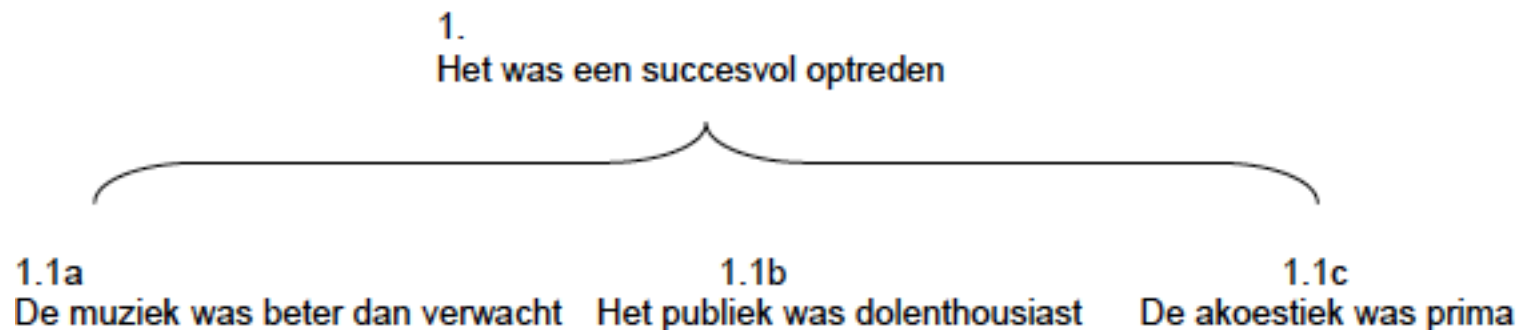 1.
Het was een succesvol optreden
1.1a
De muziek was beter dan verwacht
1.1b
Het publiek was dolenthousiast
1.1c
De akoestiek was prima